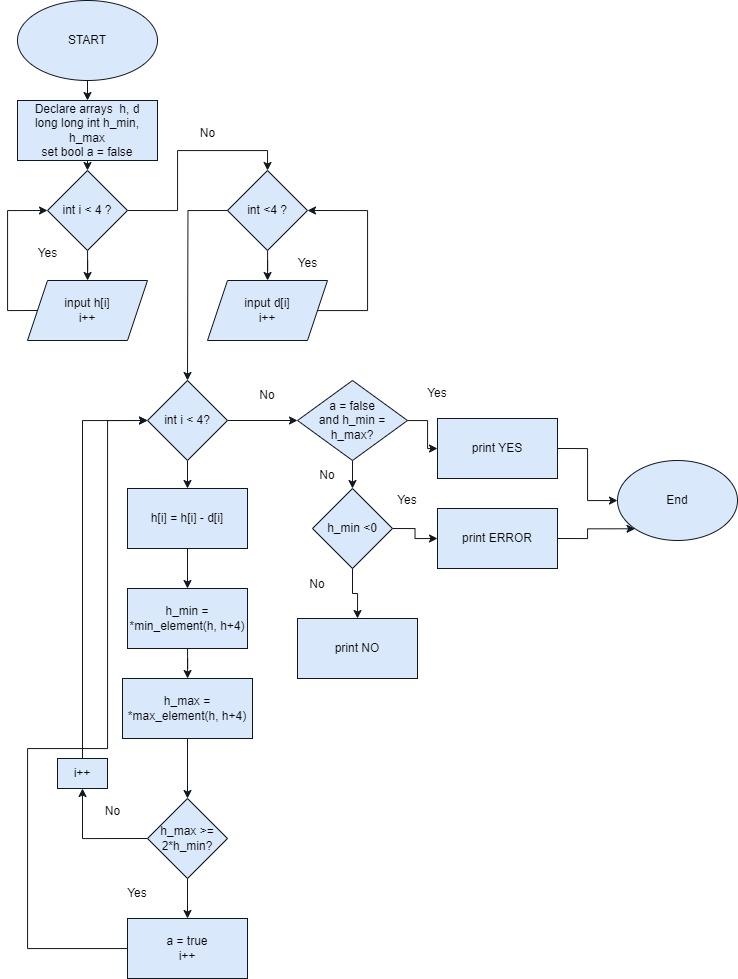 START
Declare arrays h, d
long long int h_min,
h_max
set bool a = false
No
int i < 4 ?
int <4 ?
Yes
Yes
input h[i]
i++
input d[i]
i++
int i < 4?
No
a = false
and h_min =
h_max?
Yes
print YES
End
No
h_min <0
Yes
print ERROR
h[i] = h[i] - d[i]
No
h_min =
*min_element(h, h+4)
print NO
h_max =
*max_element(h, h+4)
i++
No
h_max >=
2*h_min?
Yes
a = true
i++